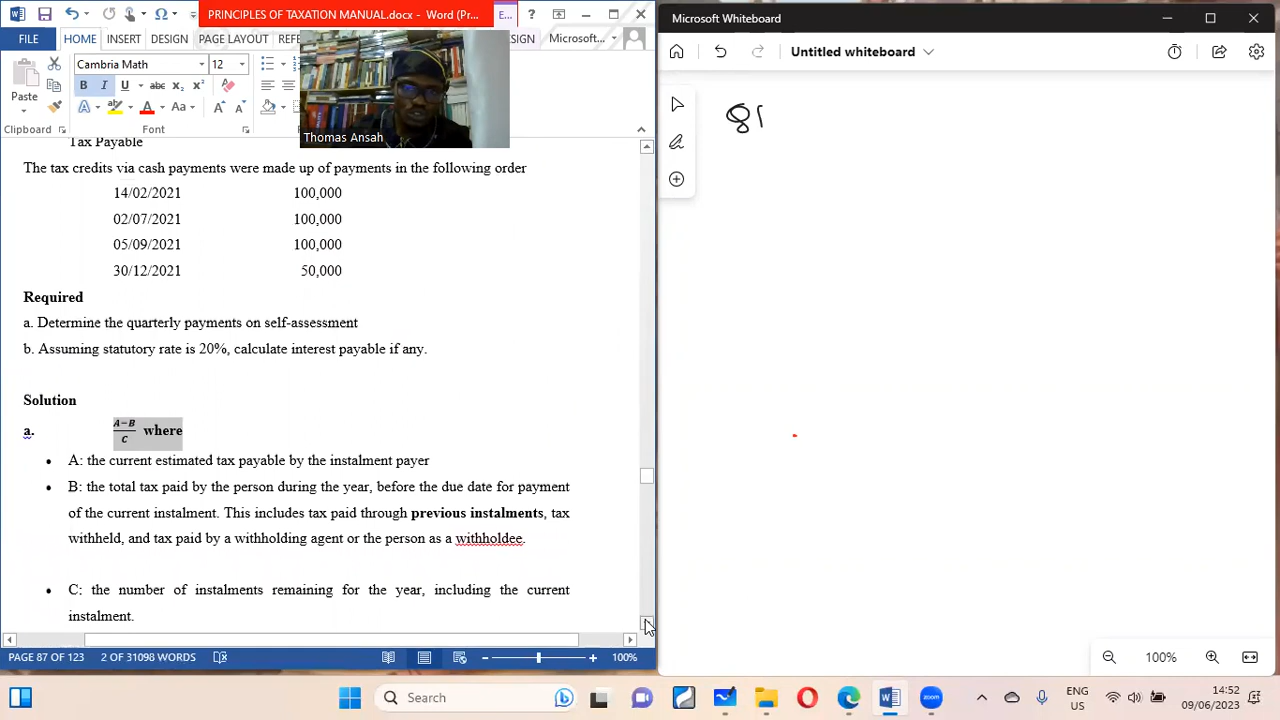 PRINCIPLES OF TAXATION MANUAL.docx - Word (Pr...
E...
?
FILE
HOME
INSERT
DESIGN
PAGE LAYOUT
REFE
SIGN
Microsoft...
Paste
Cambria Math
12
B I U abc x₂ x²
A Aa A A
Clipboard
Font
Thomas Ansah
Tax Payable
The tax credits via cash payments were made up of payments in the following order
14/02/2021 100,000
02/07/2021 100,000
05/09/2021 100,000
30/12/2021 50,000
Required
a. Determine the quarterly payments on self-assessment
b. Assuming statutory rate is 20%, calculate interest payable if any.
Solution
a. A−B/C where
• A: the current estimated tax payable by the instalment payer
• B: the total tax paid by the person during the year, before the due date for payment
of the current instalment. This includes tax paid through previous instalments, tax
withheld, and tax paid by a withholding agent or the person as a withholdee.
• C: the number of instalments remaining for the year, including the current
instalment.
PAGE 87 OF 123 2 OF 31098 WORDS 100%
Microsoft Whiteboard
Untitled whiteboard
100%
Search
ENG
US
14:52
09/06/2023